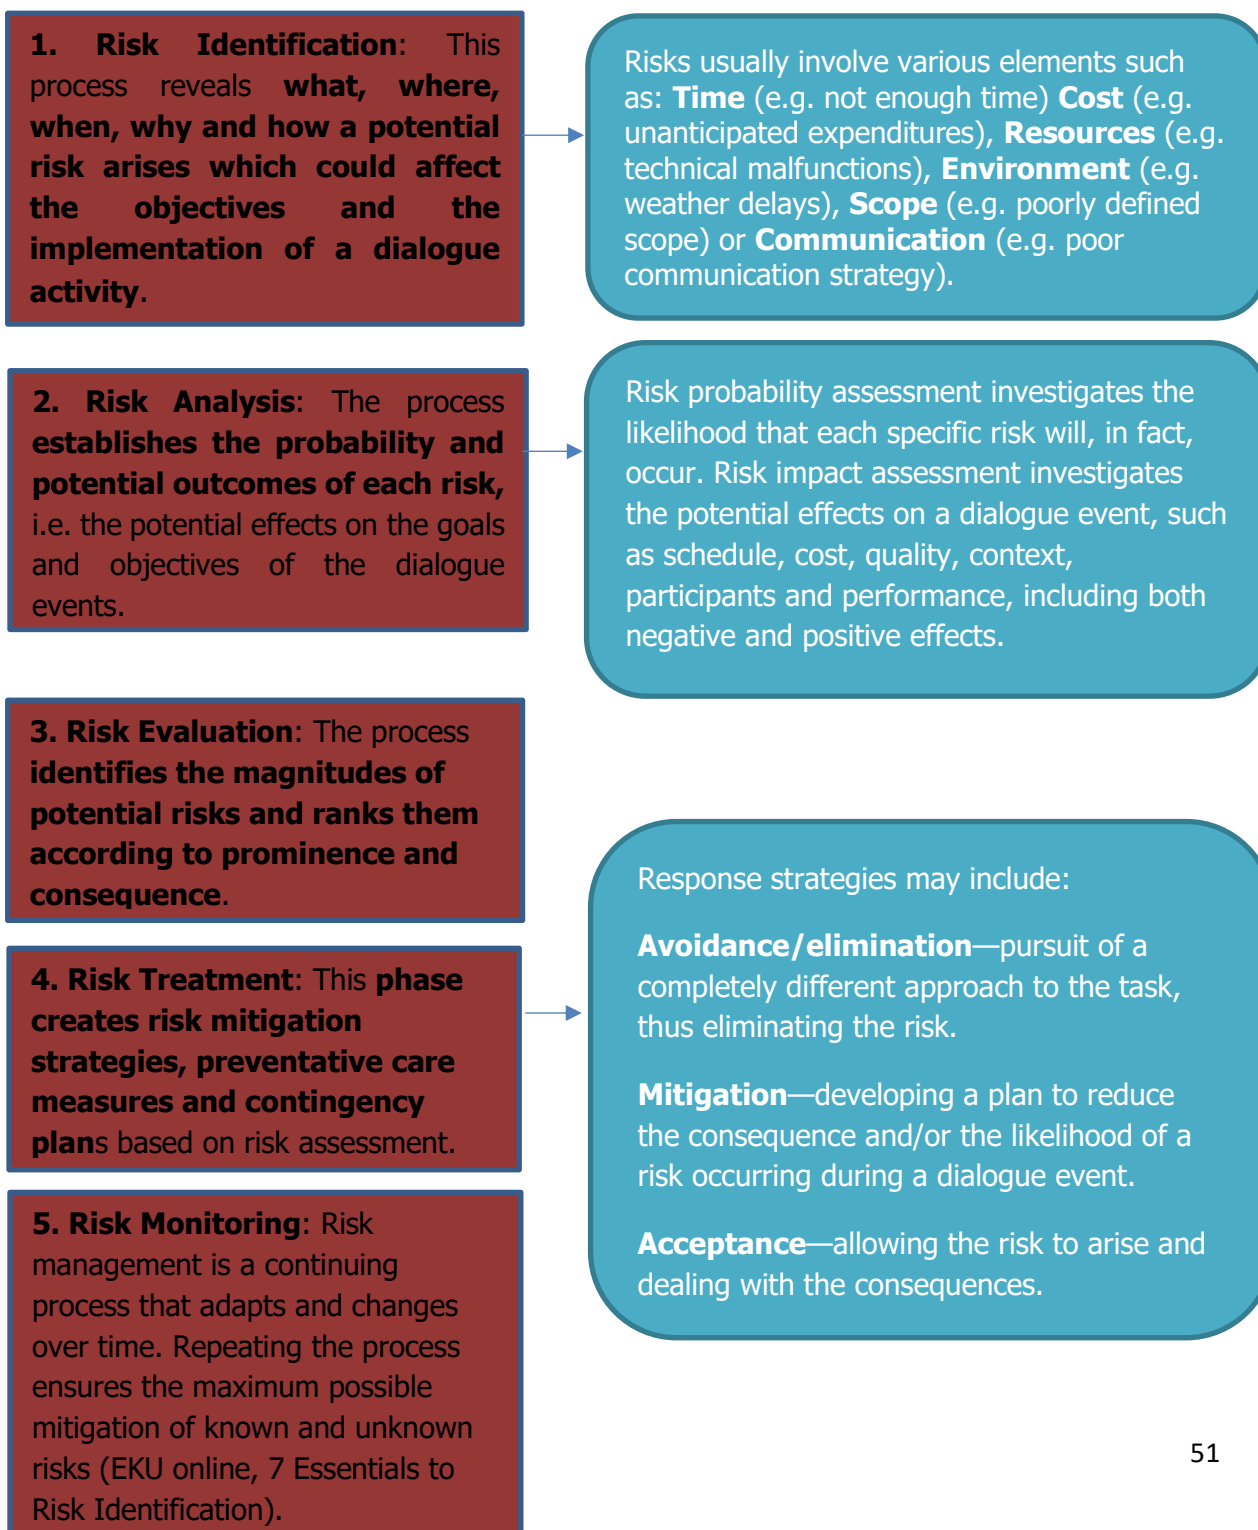 1. Risk Identification: This
process reveals what, where,
when, why and how a potential
risk arises which could affect
the objectives and the
implementation of a dialogue
activity.
Risks usually involve various elements such
as: Time (e.g. not enough time) Cost (e.g.
unanticipated expenditures), Resources (e.g.
technical malfunctions), Environment (e.g.
weather delays), Scope (e.g. poorly defined
scope) or Communication (e.g. poor
communication strategy).
2. Risk Analysis: The process
establishes the probability and
potential outcomes of each risk,
i.e. the potential effects on the goals
and objectives of the dialogue
events.
Risk probability assessment investigates the
likelihood that each specific risk will, in fact,
occur. Risk impact assessment investigates
the potential effects on a dialogue event, such
as schedule, cost, quality, context,
participants and performance, including both
negative and positive effects.
3. Risk Evaluation: The process
identifies the magnitudes of
potential risks and ranks them
according to prominence and
consequence.
4. Risk Treatment: This phase
creates risk mitigation
strategies, preventative care
measures and contingency
plans based on risk assessment.
Response strategies may include:
Avoidance/elimination—pursuit of a
completely different approach to the task,
thus eliminating the risk.
Mitigation—developing a plan to reduce
the consequence and/or the likelihood of a
risk occurring during a dialogue event.
Acceptance—allowing the risk to arise and
dealing with the consequences.
5. Risk Monitoring: Risk
management is a continuing
process that adapts and changes
over time. Repeating the process
ensures the maximum possible
mitigation of known and unknown
risks (EKU online, 7 Essentials to
Risk Identification).
51